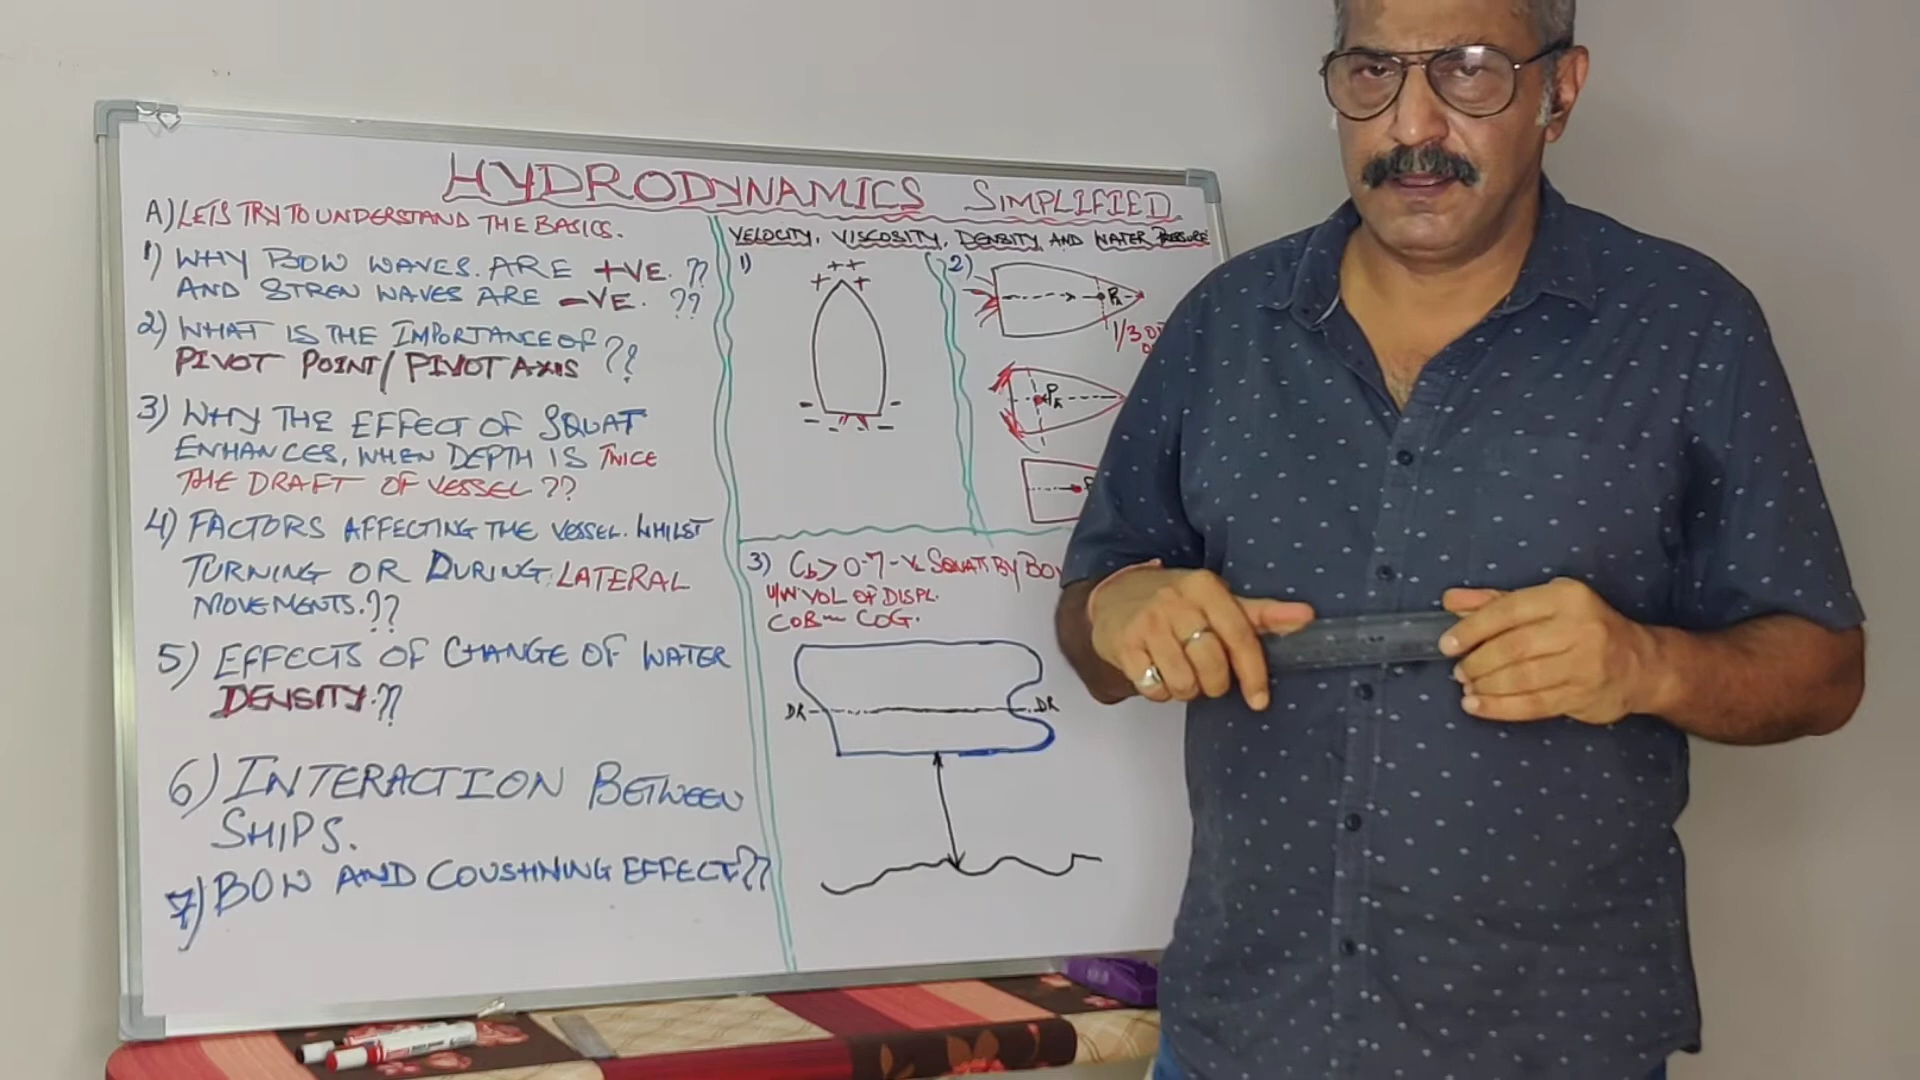 HYDRODYNAMICS SIMPLIFIED
A) LETS TRY TO UNDERSTAND THE BASICS.
1) WHY BOW WAVES. ARE +VE. ??
AND STREN WAVES ARE -VE. ??
2) WHAT IS THE IMPORTANCE OF
PIVOT POINT/PIVOT AXIS ??
3) WHY THE EFFECT OF SQUAT
ENHANCES, WHEN DEPTH IS TWICE
THE DRAFT OF VESSEL ??
4) FACTORS AFFECTING THE VESSEL. WHILST
TURNING OR DURING LATERAL
MOVEMENTS. ??
5) EFFECTS OF CHANGE OF WATER
DENSITY. ??
6) INTERACTION BETWEEN
SHIPS.
7) BOW AND COUSHNING EFFECT ??
VELOCITY, VISCOSITY, DENSITY, AND WATER PRESSURE
1)
++
+ +
2)
1/3
3) Cb > 0.7 - SQUATS BY BOW
U/W VOL OF DISPL.
COB ~ COG.
DR DR